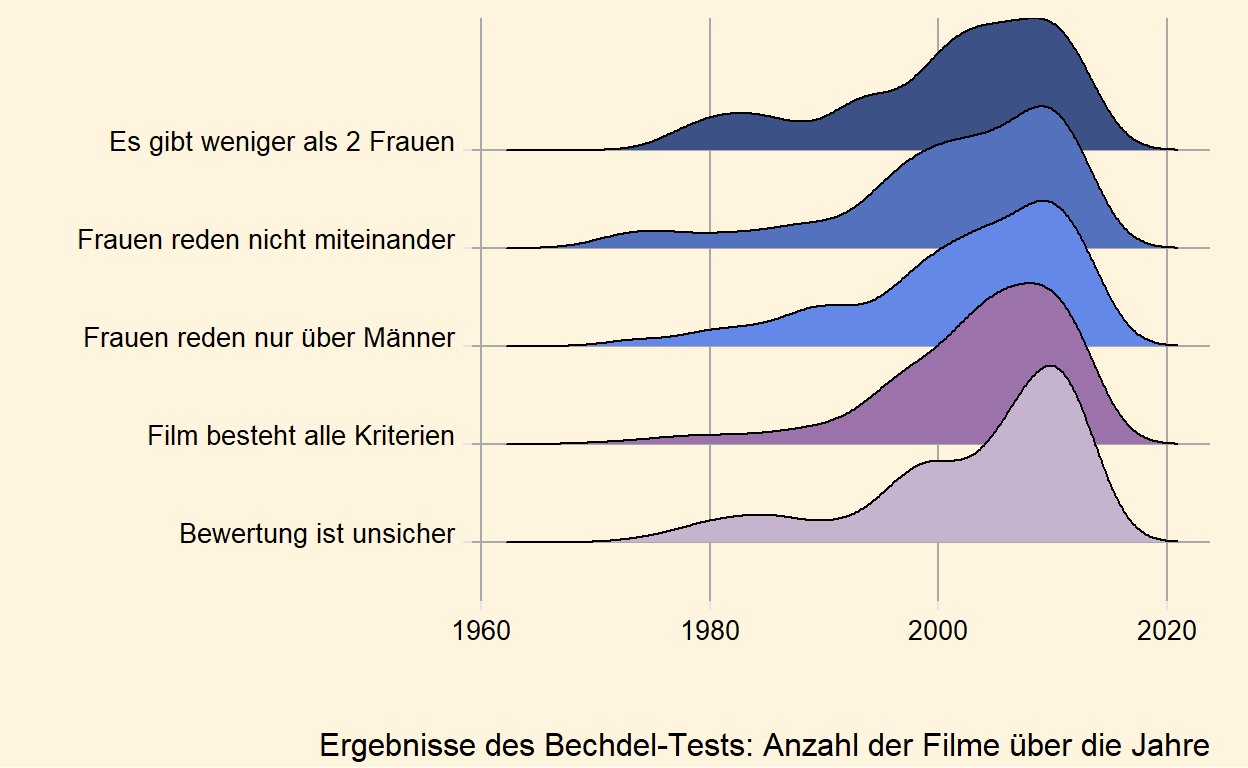 Es gibt weniger als 2 Frauen
Frauen reden nicht miteinander
Frauen reden nur über Männer
Film besteht alle Kriterien
Bewertung ist unsicher
1960 1980 2000 2020
Ergebnisse des Bechdel-Tests: Anzahl der Filme über die Jahre